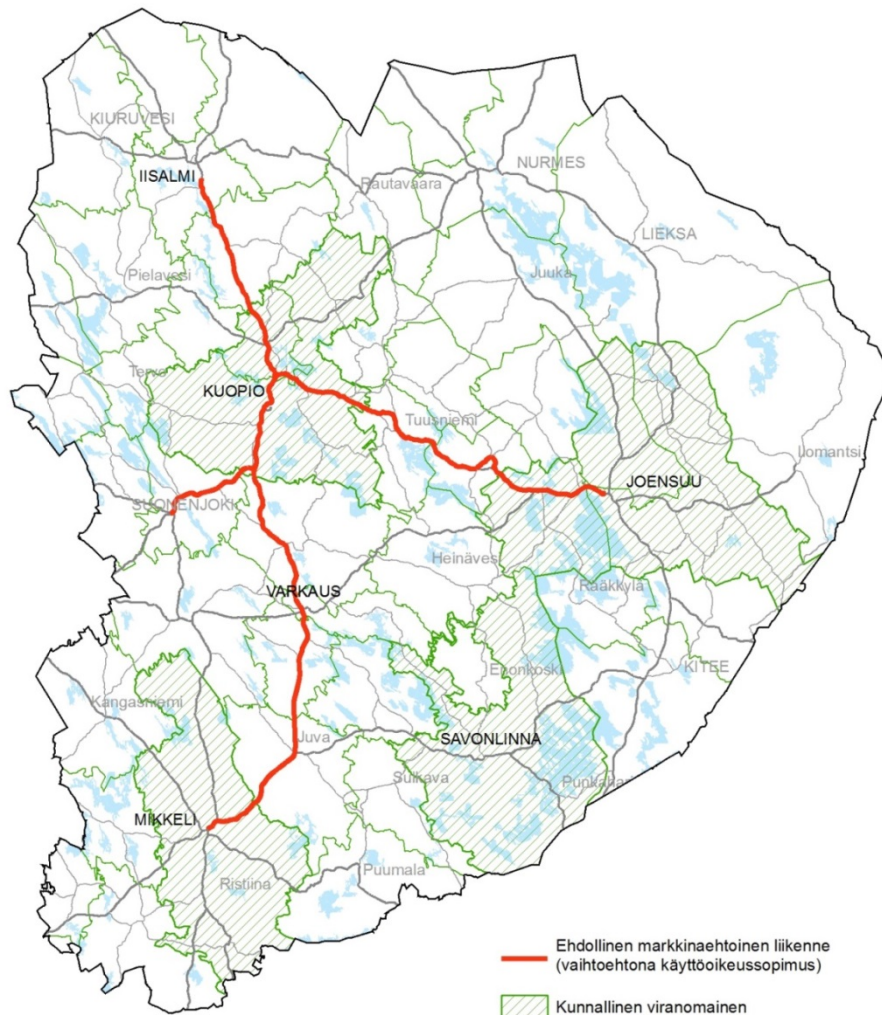 KIURUVESI
IISALMI
NURMES
Rautavaara
LIEKSA
Pielavesi
Juuka
Tervo
KUOPIO
Tuusniemi
Ilomantsi
JOENSUU
SUONENJOKI
Heinävesi
Rääkkylä
VARKAUS
KITEE
Enonkoski
Kangasniemi
Juva
SAVONLINNA
Sulkava
MIKKELI
Puumala
Ristiina
Ehdollinen markkinaehtoinen liikenne
(vaihtoehtona käyttöoikeussopimus)
Kunnallinen viranomainen